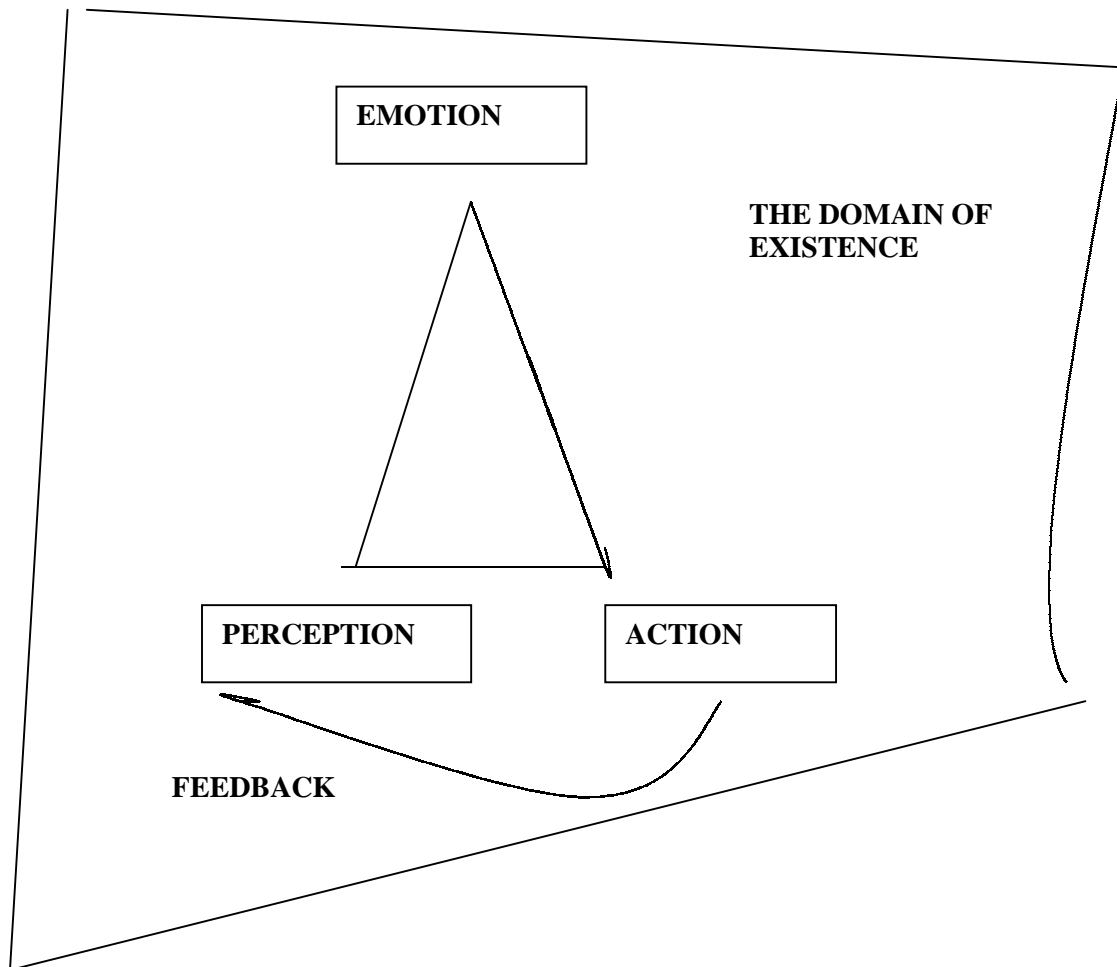 EMOTION
THE DOMAIN OF
EXISTENCE
PERCEPTION
ACTION
FEEDBACK